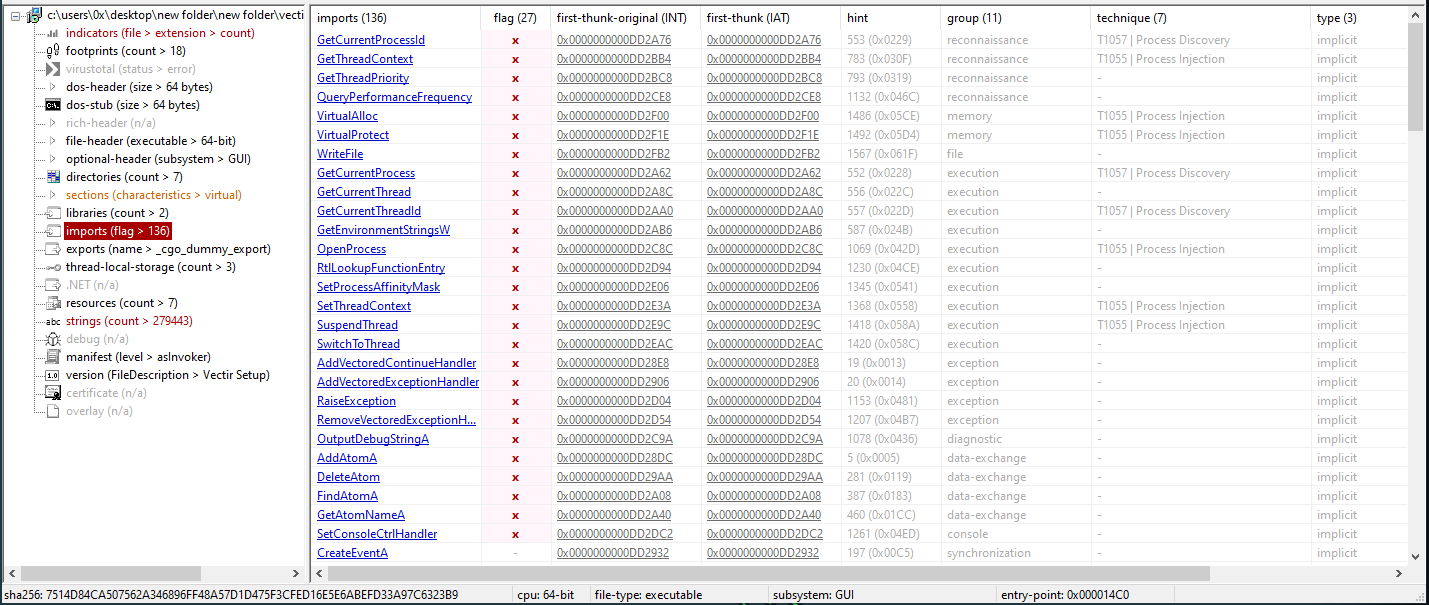 c:\users\0x\desktop\new folder\new folder\vecti
indicators (file > extension > count)
footprints (count > 18)
virustotal (status > error)
dos-header (size > 64 bytes)
dos-stub (size > 64 bytes)
rich-header (n/a)
file-header (executable > 64-bit)
optional-header (subsystem > GUI)
directories (count > 7)
sections (characteristics > virtual)
libraries (count > 2)
imports (flag > 136)
exports (name > _cgo_dummy_export)
thread-local-storage (count > 3)
.NET (n/a)
resources (count > 7)
abc strings (count > 279443)
debug (n/a)
manifest (level > asInvoker)
1.0 version (FileDescription > Vectir Setup)
certificate (n/a)
overlay (n/a)
imports (136) flag (27) first-thunk-original (INT) first-thunk (IAT) hint group (11) technique (7) type (3)
GetCurrentProcessId x 0x0000000000DD2A76 0x0000000000DD2A76 553 (0x0229) reconnaissance T1057 | Process Discovery implicit
GetThreadContext x 0x0000000000DD2BB4 0x0000000000DD2BB4 783 (0x030F) reconnaissance T1055 | Process Injection implicit
GetThreadPriority x 0x0000000000DD2BC8 0x0000000000DD2BC8 793 (0x0319) reconnaissance - implicit
QueryPerformanceFrequency x 0x0000000000DD2CE8 0x0000000000DD2CE8 1132 (0x046C) reconnaissance - implicit
VirtualAlloc x 0x0000000000DD2F00 0x0000000000DD2F00 1486 (0x05CE) memory T1055 | Process Injection implicit
VirtualProtect x 0x0000000000DD2F1E 0x0000000000DD2F1E 1492 (0x05D4) memory T1055 | Process Injection implicit
WriteFile x 0x0000000000DD2FB2 0x0000000000DD2FB2 1567 (0x061F) file - implicit
GetCurrentProcess x 0x0000000000DD2A62 0x0000000000DD2A62 552 (0x0228) execution T1057 | Process Discovery implicit
GetCurrentThread x 0x0000000000DD2A8C 0x0000000000DD2A8C 556 (0x022C) execution - implicit
GetCurrentThreadId x 0x0000000000DD2AA0 0x0000000000DD2AA0 557 (0x022D) execution T1057 | Process Discovery implicit
GetEnvironmentStringsW x 0x0000000000DD2AB6 0x0000000000DD2AB6 587 (0x024B) execution - implicit
OpenProcess x 0x0000000000DD2C8C 0x0000000000DD2C8C 1069 (0x042D) execution T1055 | Process Injection implicit
RtlLookupFunctionEntry x 0x0000000000DD2D94 0x0000000000DD2D94 1230 (0x04CE) execution - implicit
SetProcessAffinityMask x 0x0000000000DD2E06 0x0000000000DD2E06 1345 (0x0541) execution - implicit
SetThreadContext x 0x0000000000DD2E3A 0x0000000000DD2E3A 1368 (0x0558) execution T1055 | Process Injection implicit
SuspendThread x 0x0000000000DD2E9C 0x0000000000DD2E9C 1418 (0x058A) execution T1055 | Process Injection implicit
SwitchToThread x 0x0000000000DD2EAC 0x0000000000DD2EAC 1420 (0x058C) execution - implicit
AddVectoredContinueHandler x 0x0000000000DD28E8 0x0000000000DD28E8 19 (0x0013) exception - implicit
AddVectoredExceptionHandler x 0x0000000000DD2906 0x0000000000DD2906 20 (0x0014) exception - implicit
RaiseException x 0x0000000000DD2D04 0x0000000000DD2D04 1153 (0x0481) exception - implicit
RemoveVectoredExceptionH... x 0x0000000000DD2D54 0x0000000000DD2D54 1207 (0x04B7) exception - implicit
OutputDebugStringA x 0x0000000000DD2C9A 0x0000000000DD2C9A 1078 (0x0436) diagnostic - implicit
AddAtomA x 0x0000000000DD28DC 0x0000000000DD28DC 5 (0x0005) data-exchange - implicit
DeleteAtom x 0x0000000000DD29AA 0x0000000000DD29AA 281 (0x0119) data-exchange - implicit
FindAtomA x 0x0000000000DD2A08 0x0000000000DD2A08 387 (0x0183) data-exchange - implicit
GetAtomNameA x 0x0000000000DD2A40 0x0000000000DD2A40 460 (0x01CC) data-exchange - implicit
SetConsoleCtrlHandler x 0x0000000000DD2DC2 0x0000000000DD2DC2 1261 (0x04ED) console - implicit
CreateEventA - 0x0000000000DD2932 0x0000000000DD2932 197 (0x00C5) synchronization - implicit
sha256: 7514D84CA507562A346896FF48A57D1D475F3CFED16E5E6ABEFD33A97C6323B9 cpu: 64-bit file-type: executable subsystem: GUI entry-point: 0x000014C0